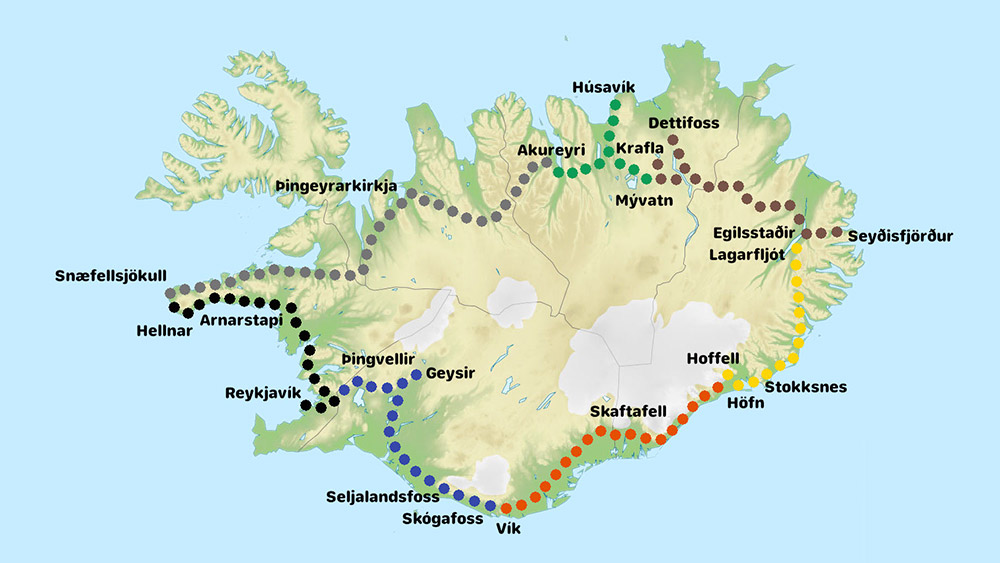 Húsavík
Dettifoss
Akureyri
Krafla
Þingeyrarkirkja
Mývatn
Egilsstaðir
Seyðisfjörður
Lagarfljót
Snæfellsjökull
Arnarstapi
Hellnar
Þingvellir
Hoffell
Geysir
Stokksnes
Reykjavík
Höfn
Skaftafell
Seljalandsfoss
Skógafoss
Vík